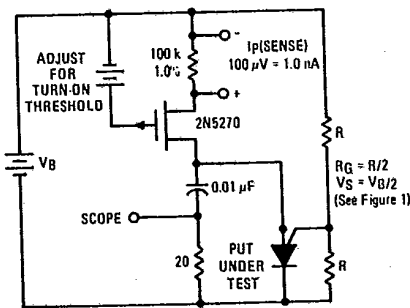 ADJUST
FOR
TURN-ON
THRESHOLD
100 k
1.0%
-
Ip(SENSE)
100 µV = 1.0 nA
+
2N5270
VB
R
RG = R/2
VS = VB/2
(See Figure 1)
0.01 µF
SCOPE
20
PUT
UNDER
TEST
R